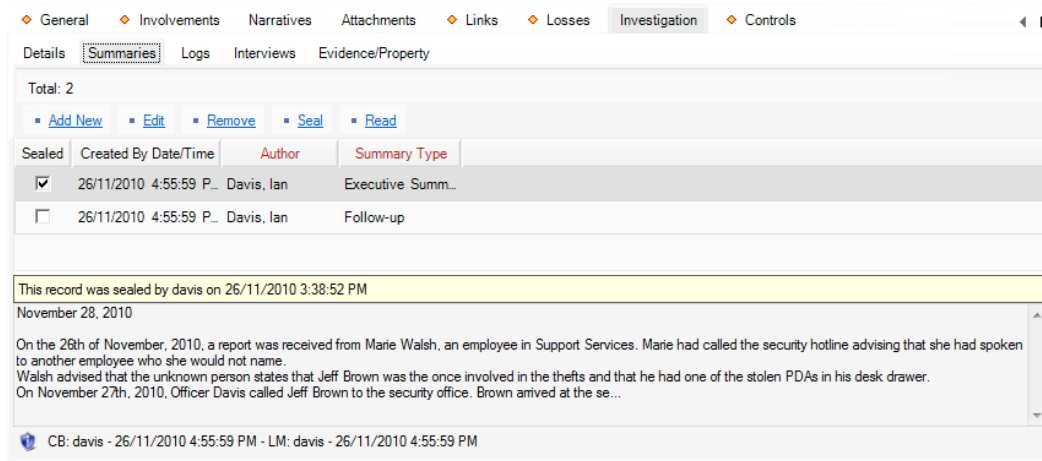 General Involvements Narratives Attachments Links Losses Investigation Controls
Details Summaries Logs Interviews Evidence/Property
Total: 2
Add New Edit Remove Seal Read
Sealed Created By Date/Time Author Summary Type
26/11/2010 4:55:59 P... Davis, Ian Executive Summ...
26/11/2010 4:55:59 P... Davis, Ian Follow-up
This record was sealed by davis on 26/11/2010 3:38:52 PM
November 28, 2010
On the 26th of November, 2010, a report was received from Marie Walsh, an employee in Support Services. Marie had called the security hotline advising that she had spoken
to another employee who she would not name.
Walsh advised that the unknown person states that Jeff Brown was the once involved in the thefts and that he had one of the stolen PDAs in his desk drawer.
On November 27th, 2010, Officer Davis called Jeff Brown to the security office. Brown arrived at the se...
CB: davis - 26/11/2010 4:55:59 PM - LM: davis - 26/11/2010 4:55:59 PM